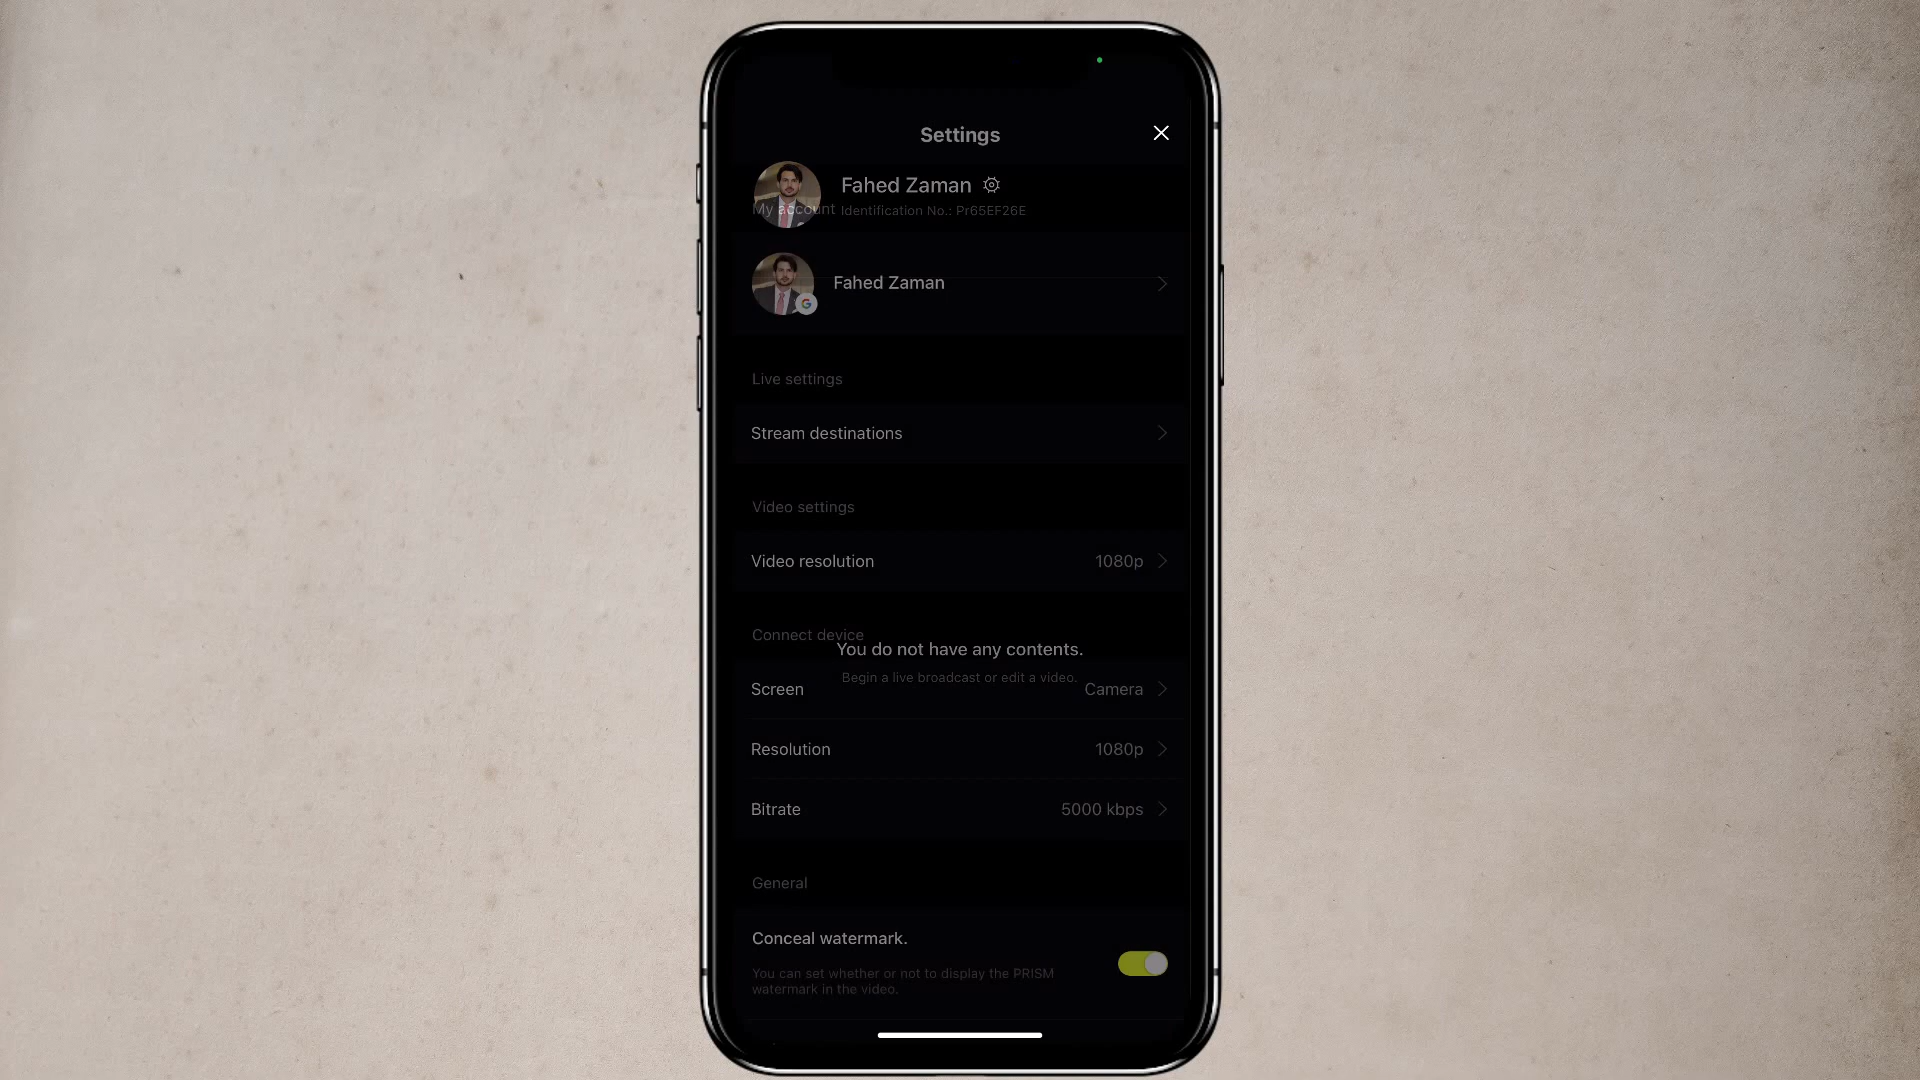 Settings
Fahed Zaman
My account
Identification No.: Pr65EF26E
G
Fahed Zaman
Live settings
Stream destinations
Video settings
Video resolution 1080p
Connect device
You do not have any contents.
Begin a live broadcast or edit a video.
Screen Camera
Resolution 1080p
Bitrate 5000 kbps
General
Conceal watermark.
You can set whether or not to display the PRISM
watermark in the video.